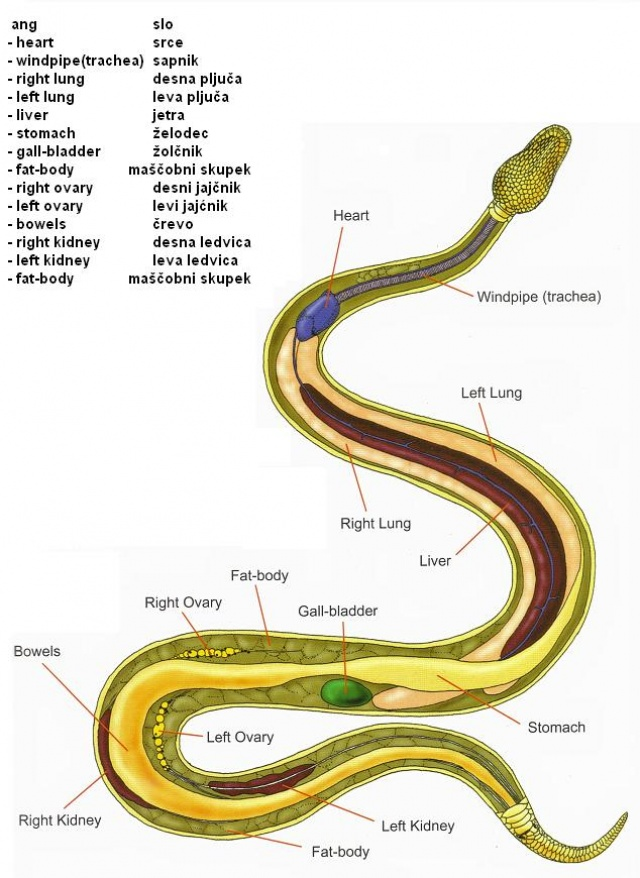 ang slo
- heart srce
- windpipe(trachea) sapnik
- right lung desna pljuča
- left lung leva pljuča
- liver jetra
- stomach želodec
- gall-bladder žolčnik
- fat-body maščobni skupek
- right ovary desni jajčnik
- left ovary levi jajćnik
- bowels črevo
- right kidney desna ledvica
- left kidney leva ledvica
- fat-body maščobni skupek
Heart
Windpipe (trachea)
Left Lung
Right Lung
Liver
Fat-body
Right Ovary
Gall-bladder
Bowels
Stomach
Left Ovary
Right Kidney
Left Kidney
Fat-body